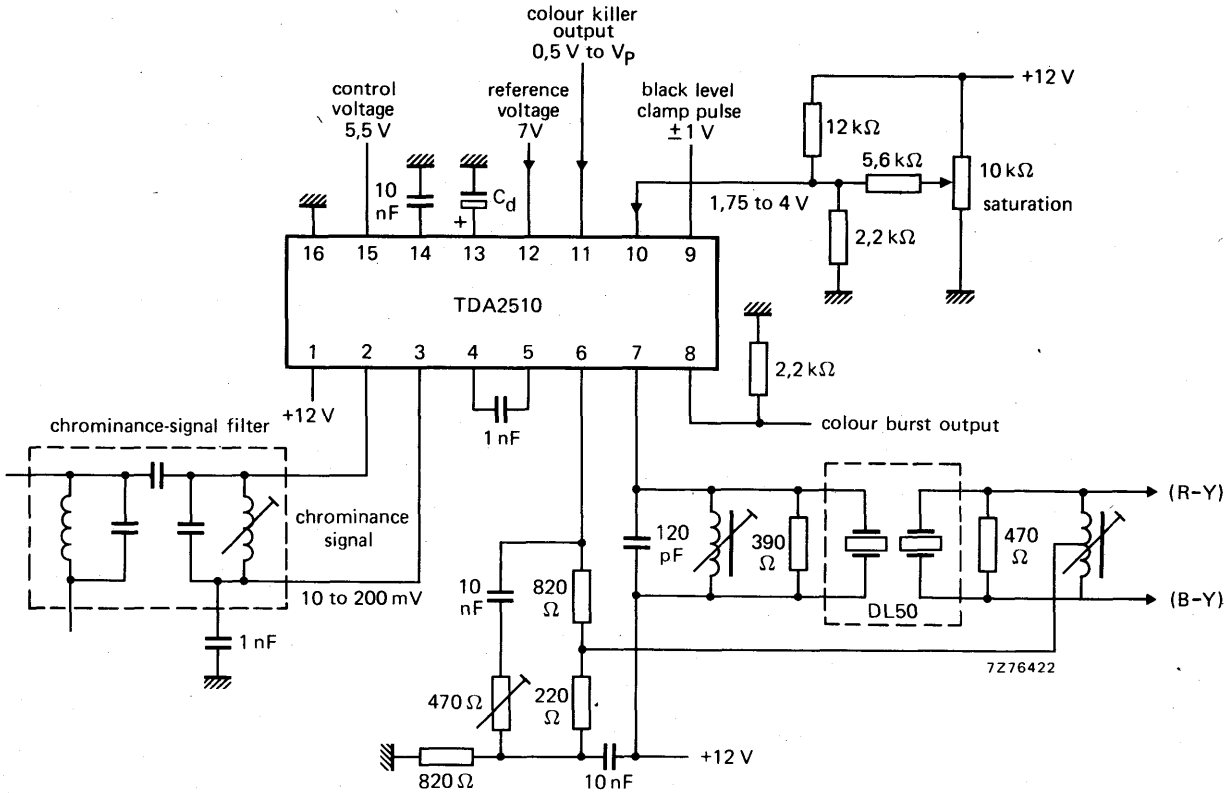 colour killer
output
0,5 V to VP
control
voltage
5,5 V
reference
voltage
7V
black level
clamp pulse
± 1 V
+12 V
12 kΩ
5,6 kΩ
10 kΩ
saturation
1,75 to 4 V
2,2 kΩ
10
nF
+
Cd
16 15 14 13 12 11 10 9
TDA2510
1 2 3 4 5 6 7 8
2,2 kΩ
+12 V
1 nF
colour burst output
chrominance-signal filter
chrominance
signal
10 to 200 mV
1 nF
10
nF
820
Ω
120
pF
390
Ω
DL50
470
Ω
(R-Y)
(B-Y)
7Z76422
470 Ω
220
Ω
820 Ω
10 nF
+12 V